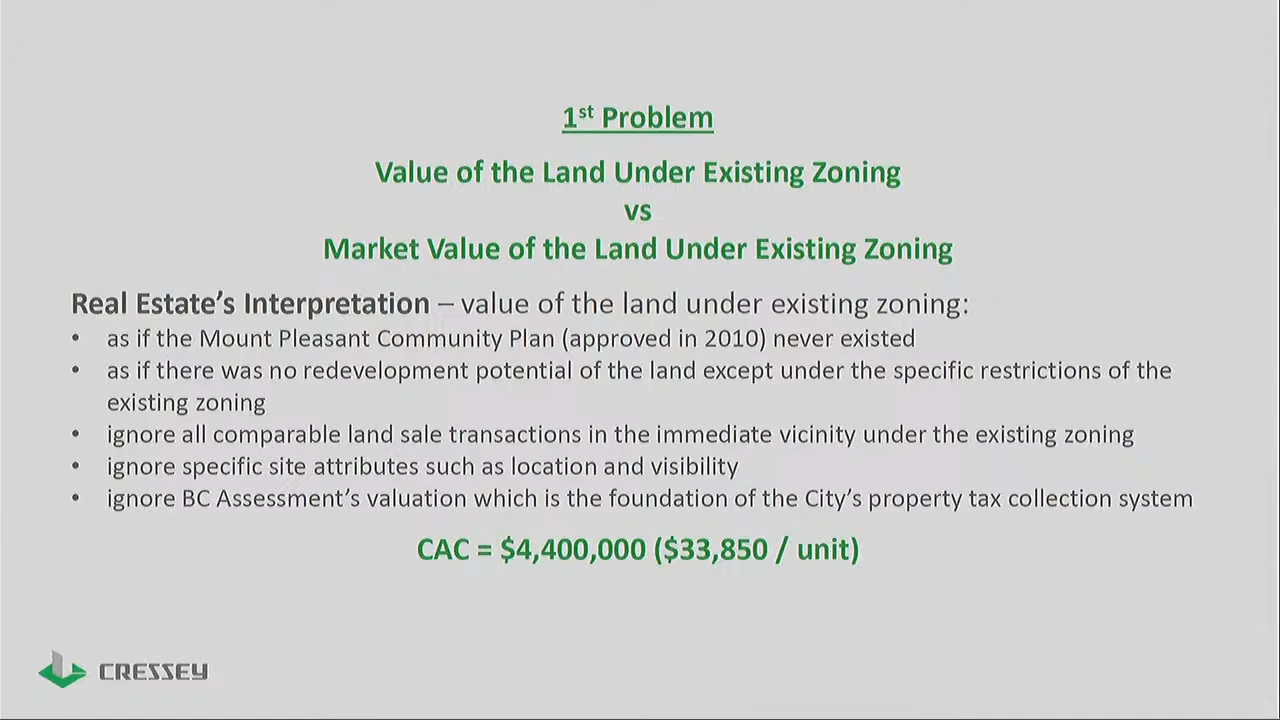 1st Problem
Value of the Land Under Existing Zoning
vs
Market Value of the Land Under Existing Zoning
Real Estate’s Interpretation – value of the land under existing zoning:
• as if the Mount Pleasant Community Plan (approved in 2010) never existed
• as if there was no redevelopment potential of the land except under the specific restrictions of the
existing zoning
• ignore all comparable land sale transactions in the immediate vicinity under the existing zoning
• ignore specific site attributes such as location and visibility
• ignore BC Assessment’s valuation which is the foundation of the City’s property tax collection system
CAC = $4,400,000 ($33,850 / unit)
CRESSEY